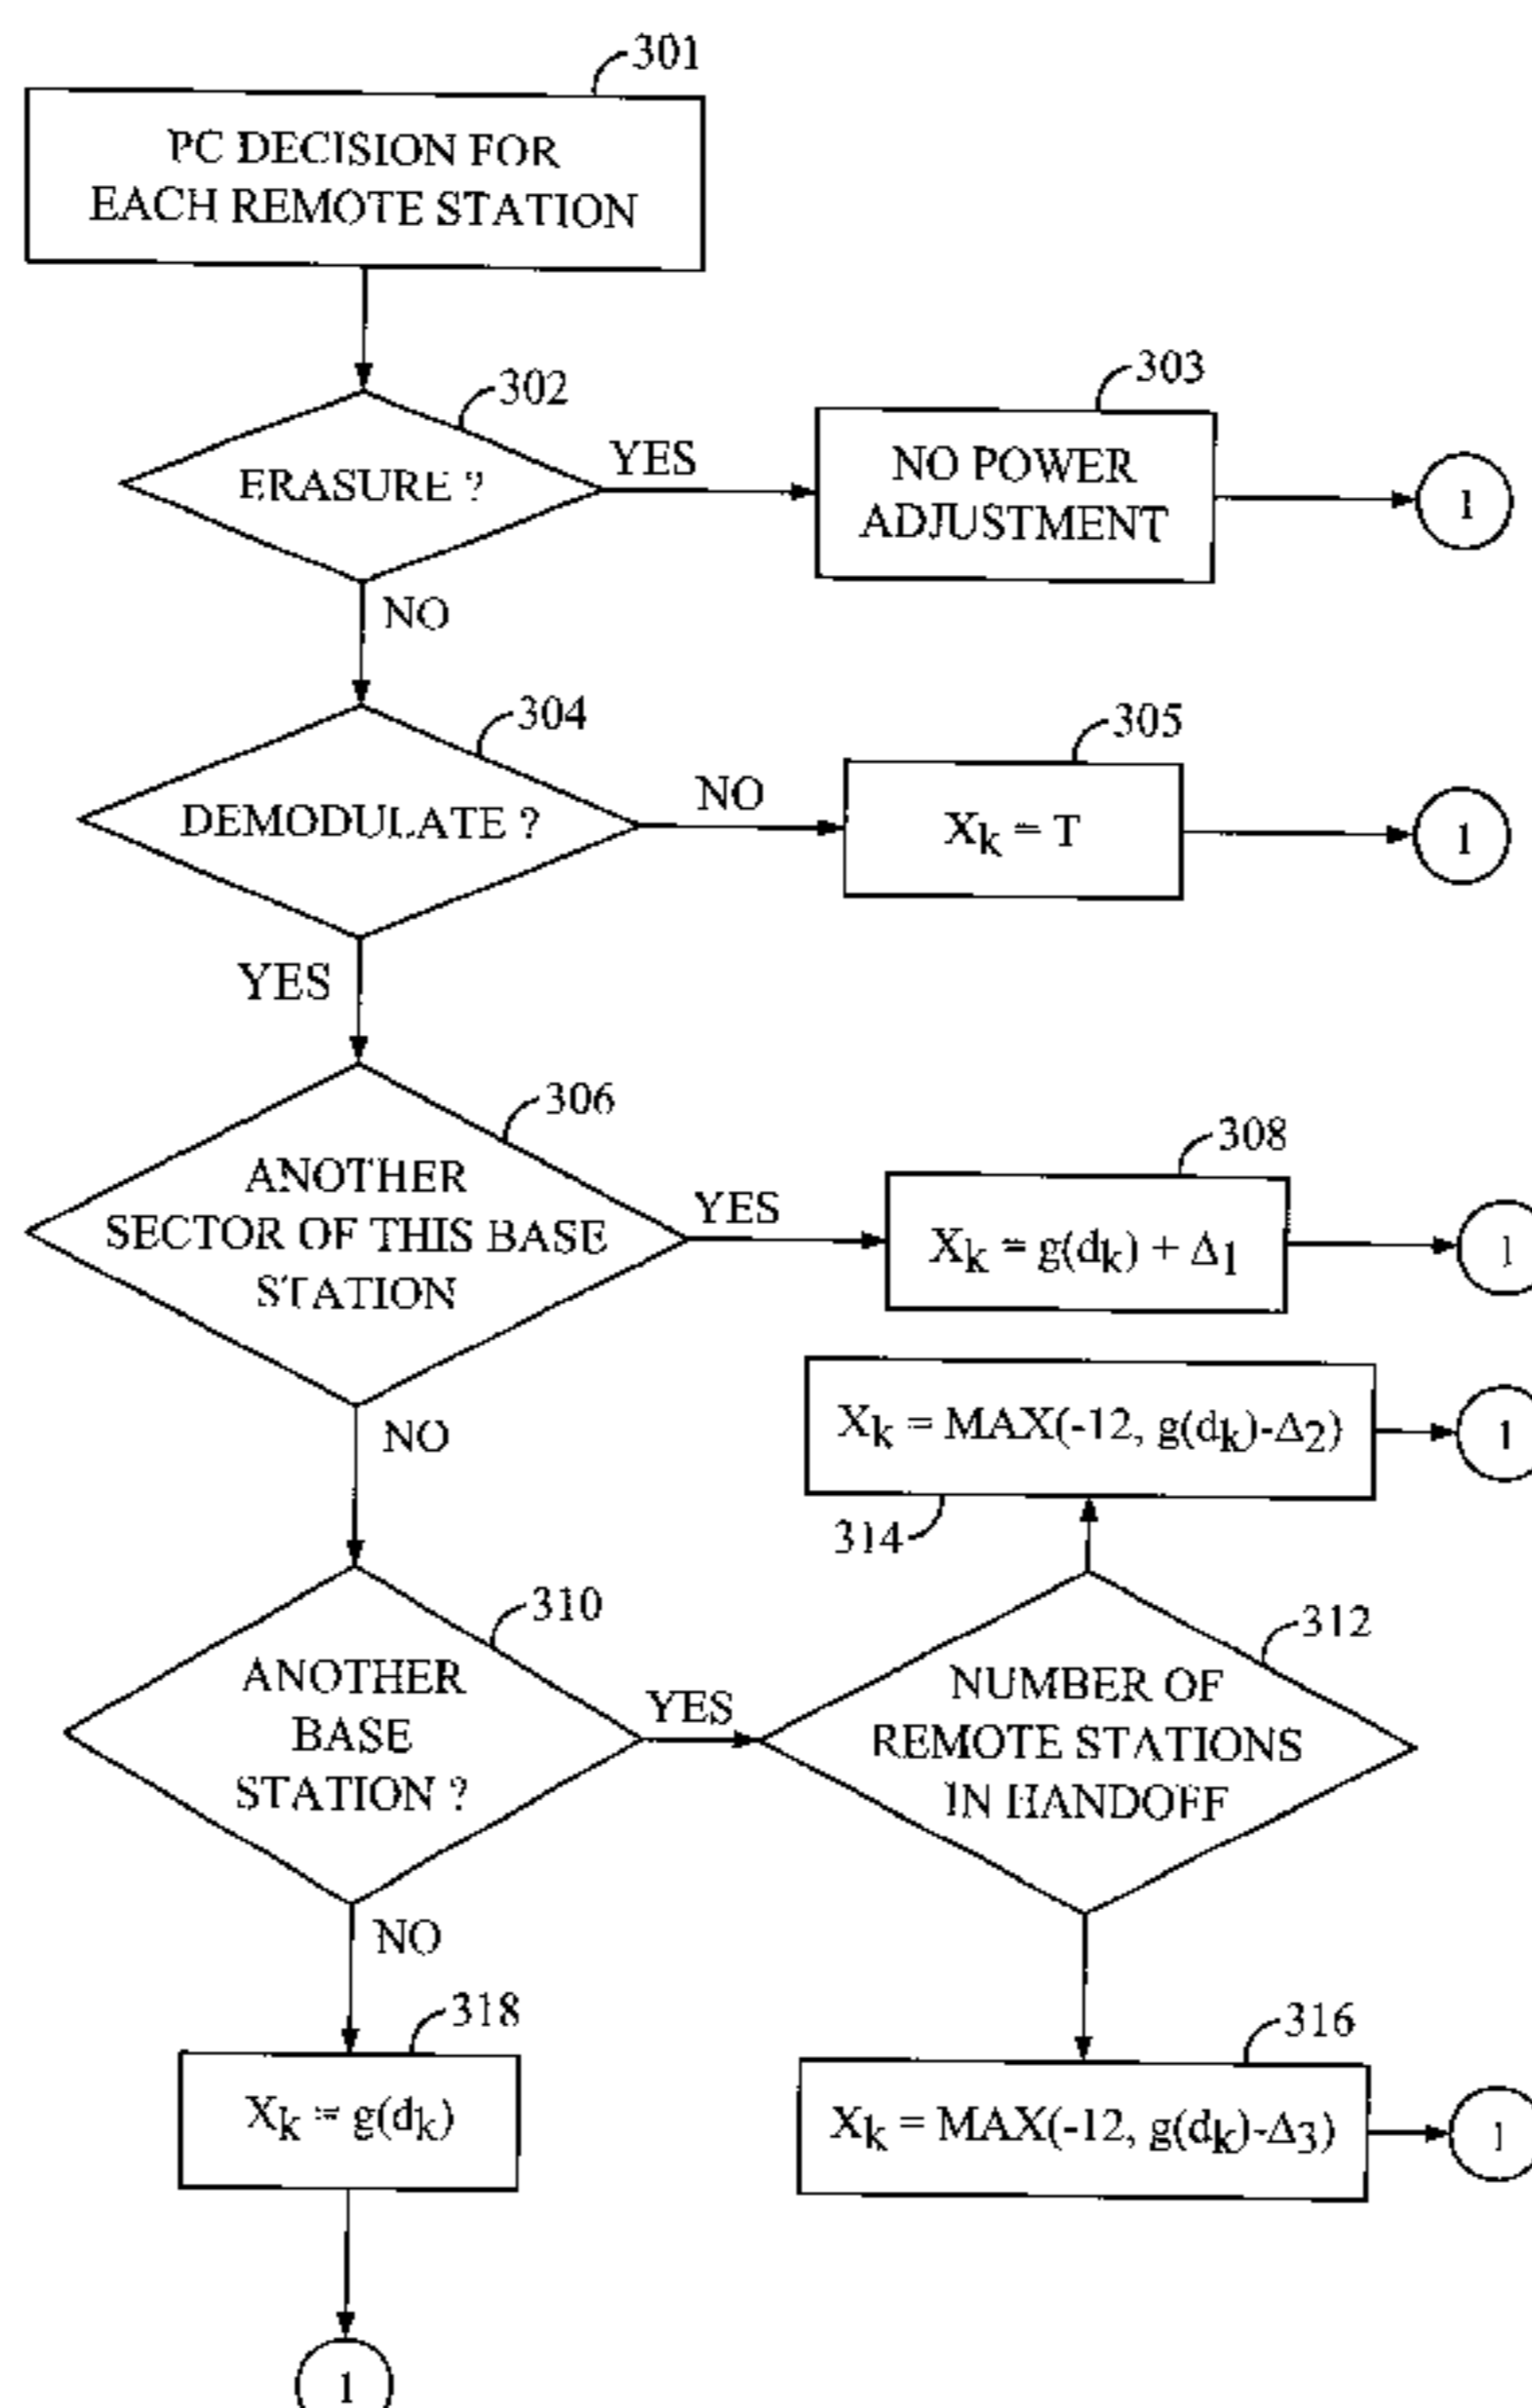 301
PC DECISION FOR
EACH REMOTE STATION
302
ERASURE ?
YES
303
NO POWER
ADJUSTMENT
1
NO
304
DEMODULATE ?
NO
305
Xk = T
1
YES
306
ANOTHER
SECTOR OF THIS BASE
STATION
YES
308
Xk = g(dk) + Δ1
1
NO
Xk = MAX(-12, g(dk)-Δ2)
1
314
310
ANOTHER
BASE
STATION ?
YES
312
NUMBER OF
REMOTE STATIONS
IN HANDOFF
NO
318
Xk = g(dk)
316
Xk = MAX(-12, g(dk)-Δ3)
1
1